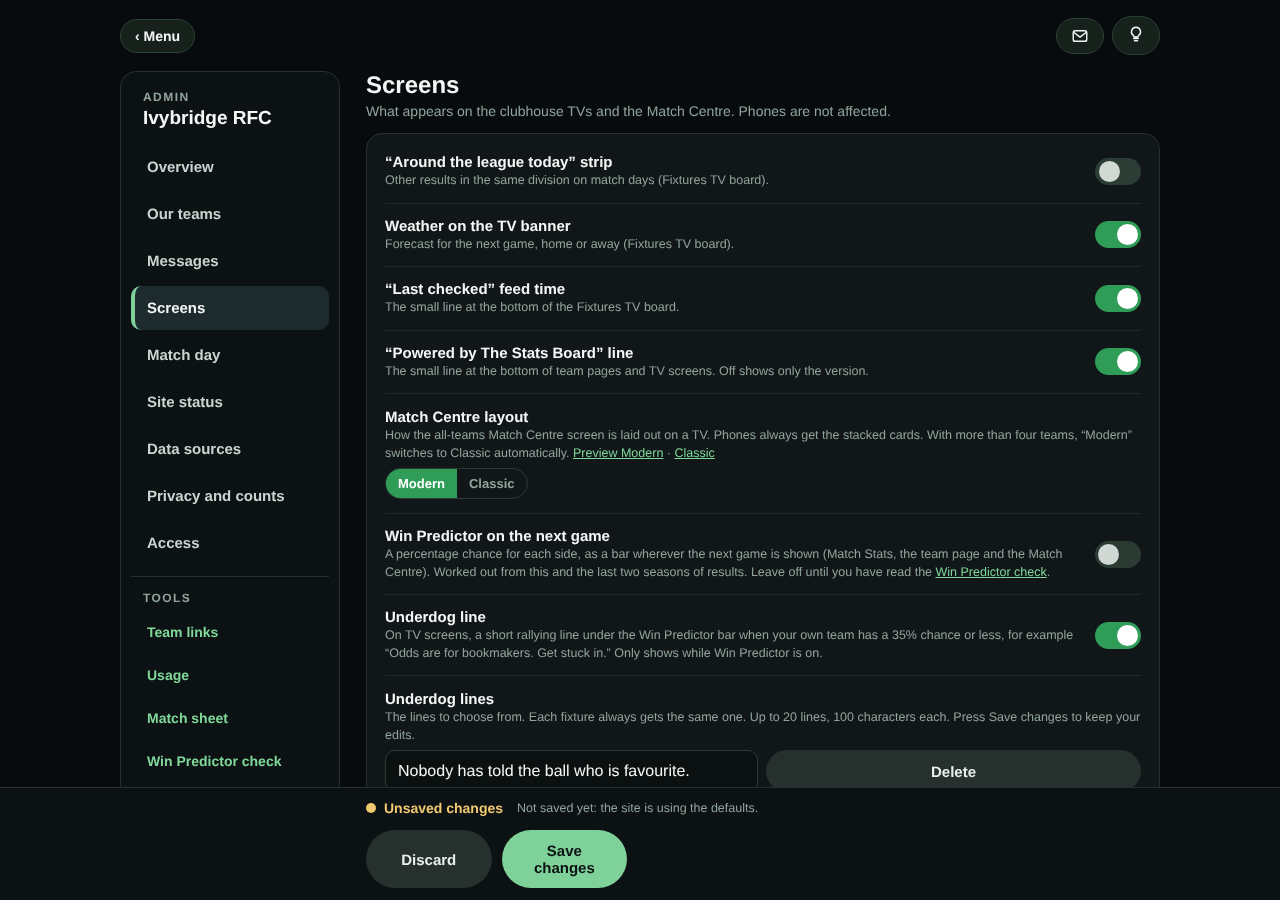 ‹ Menu
ADMIN
Ivybridge RFC
Overview
Our teams
Messages
Screens
Match day
Site status
Data sources
Privacy and counts
Access
TOOLS
Team links
Usage
Match sheet
Win Predictor check
Screens
What appears on the clubhouse TVs and the Match Centre. Phones are not affected.
“Around the league today” strip
Other results in the same division on match days (Fixtures TV board).
Weather on the TV banner
Forecast for the next game, home or away (Fixtures TV board).
“Last checked” feed time
The small line at the bottom of the Fixtures TV board.
“Powered by The Stats Board” line
The small line at the bottom of team pages and TV screens. Off shows only the version.
Match Centre layout
How the all-teams Match Centre screen is laid out on a TV. Phones always get the stacked cards. With more than four teams, “Modern”
switches to Classic automatically. Preview Modern · Classic
Modern Classic
Win Predictor on the next game
A percentage chance for each side, as a bar wherever the next game is shown (Match Stats, the team page and the Match
Centre). Worked out from this and the last two seasons of results. Leave off until you have read the Win Predictor check.
Underdog line
On TV screens, a short rallying line under the Win Predictor bar when your own team has a 35% chance or less, for example
“Odds are for bookmakers. Get stuck in.” Only shows while Win Predictor is on.
Underdog lines
The lines to choose from. Each fixture always gets the same one. Up to 20 lines, 100 characters each. Press Save changes to keep your
edits.
Nobody has told the ball who is favourite. Delete
Unsaved changes Not saved yet: the site is using the defaults.
Discard
Save
changes